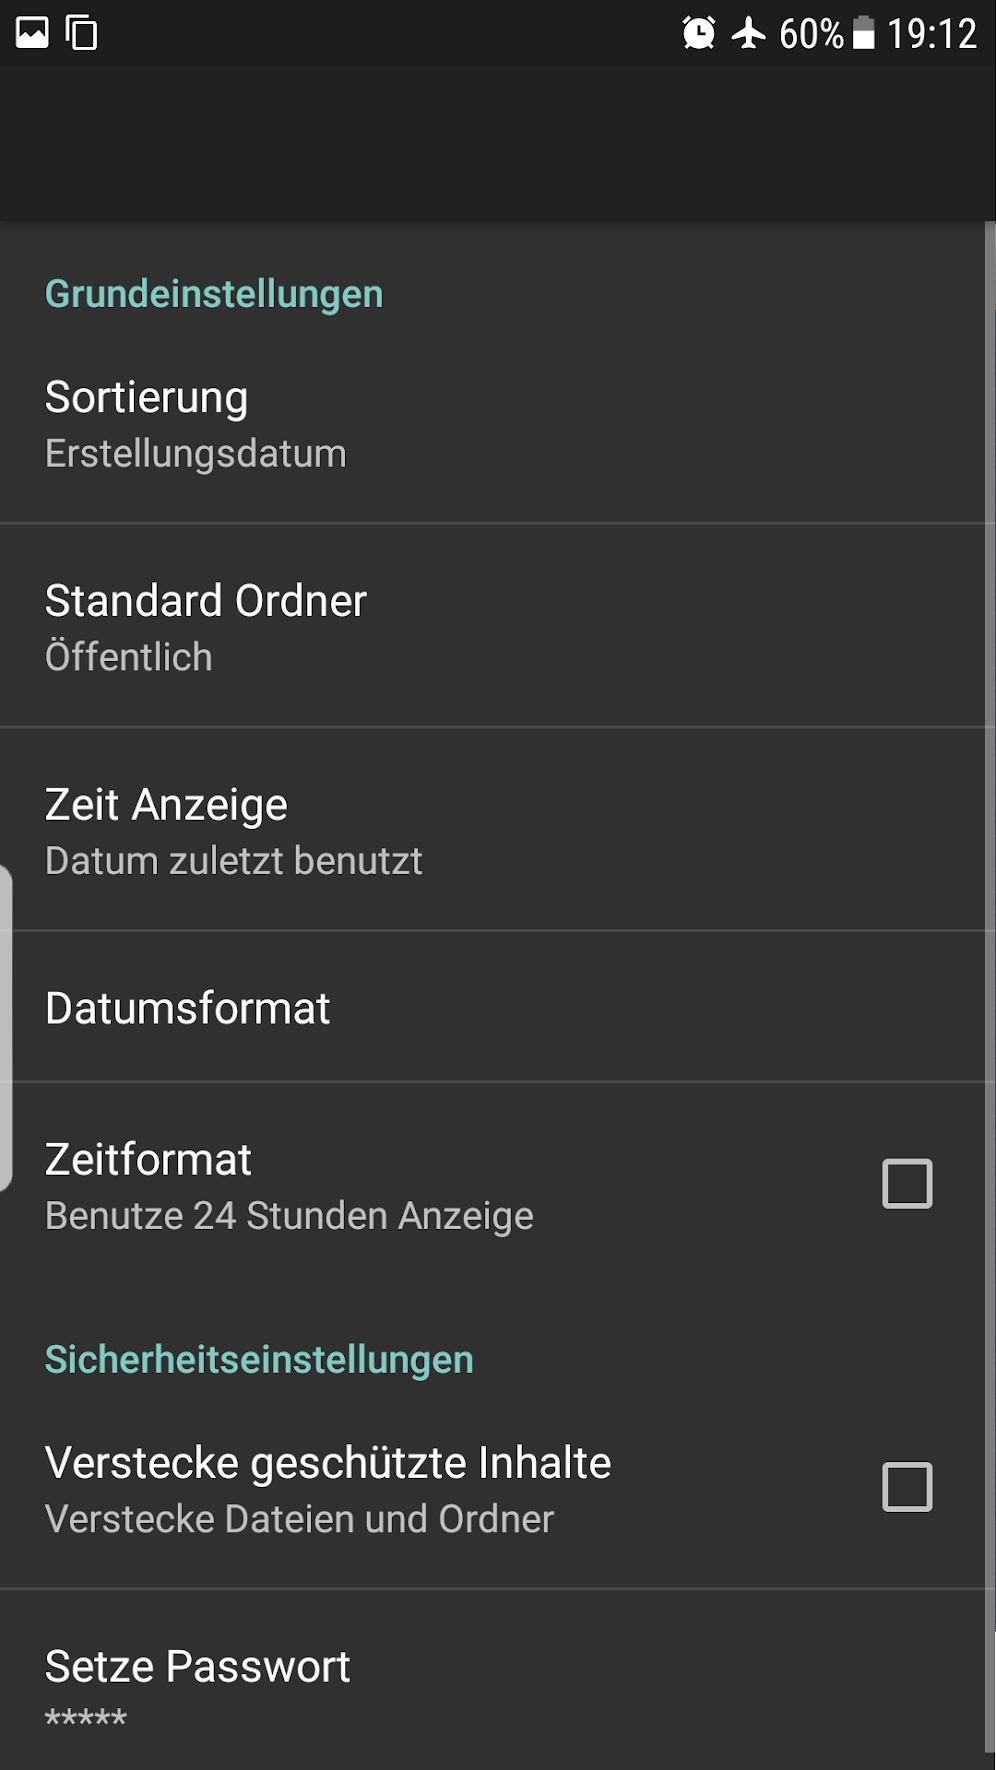 60% 19:12
Grundeinstellungen
Sortierung
Erstellungsdatum
Standard Ordner
Öffentlich
Zeit Anzeige
Datum zuletzt benutzt
Datumsformat
Zeitformat
Benutze 24 Stunden Anzeige
Sicherheitseinstellungen
Verstecke geschützte Inhalte
Verstecke Dateien und Ordner
Setze Passwort
*****